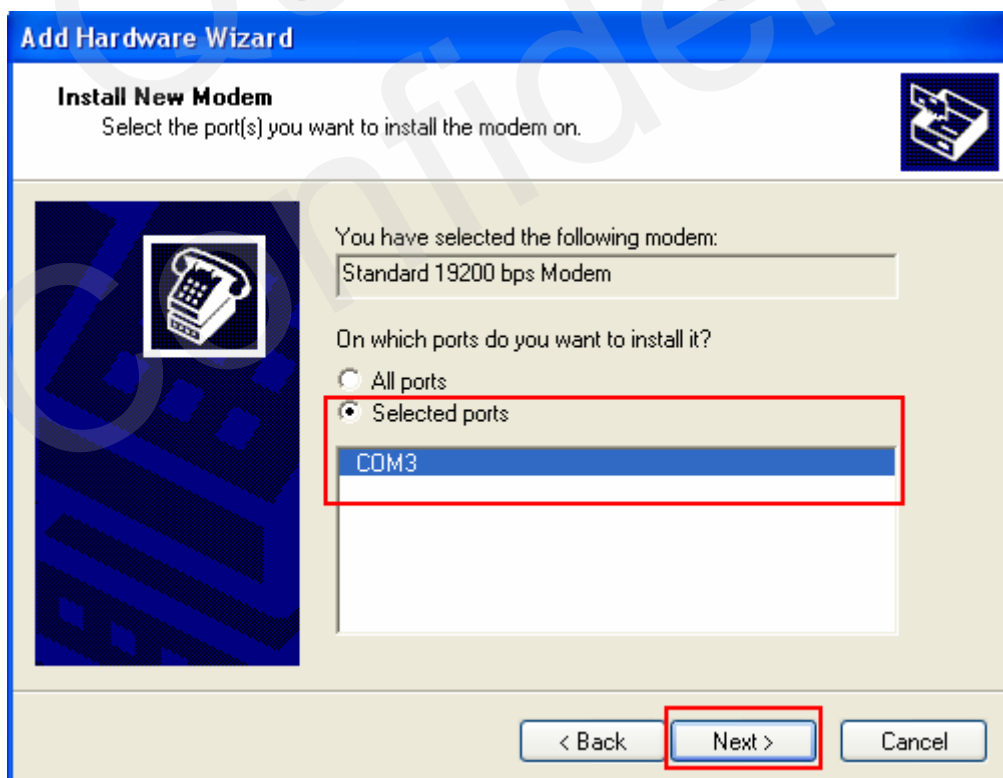 Add Hardware Wizard
Install New Modem
Select the port(s) you want to install the modem on.
You have selected the following modem:
Standard 19200 bps Modem
On which ports do you want to install it?
All ports
Selected ports
COM3
< Back
Next >
Cancel